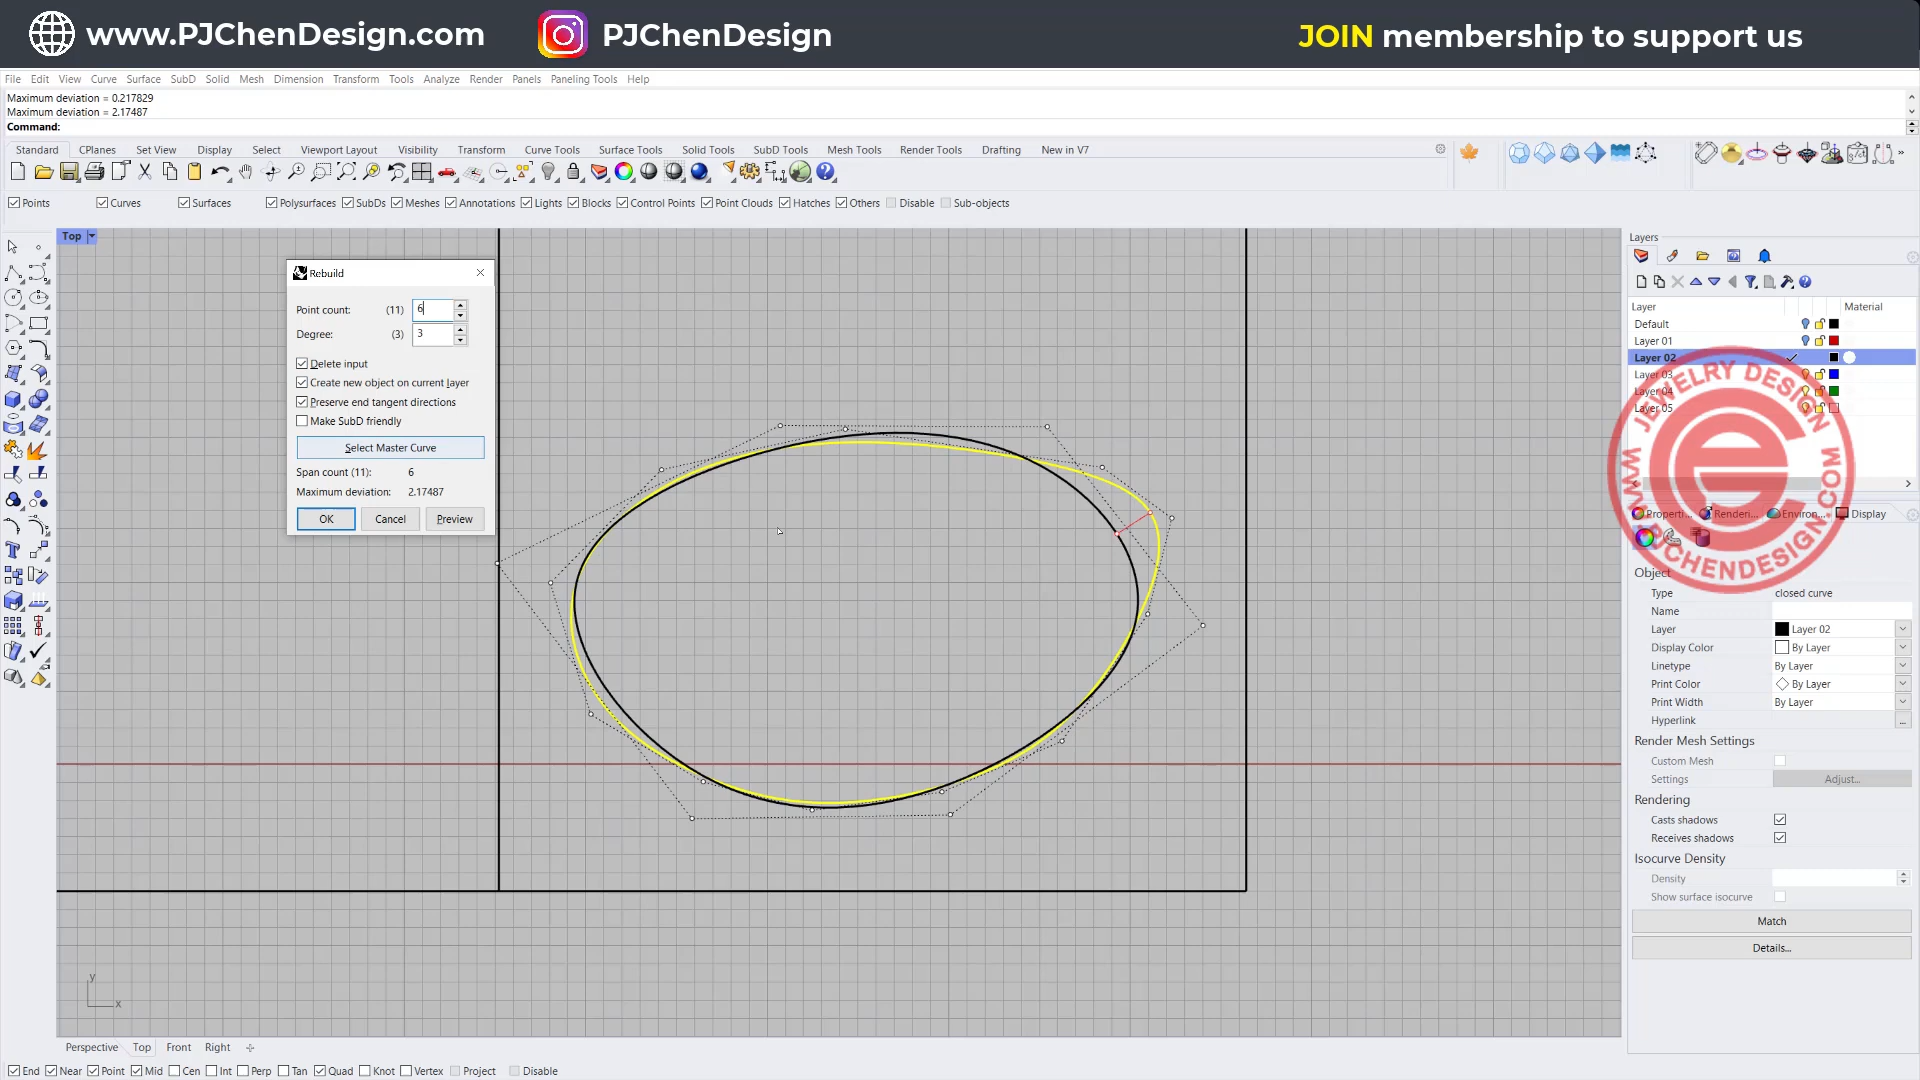 www.PJChenDesign.com PJChenDesign JOIN membership to support us
File Edit View Curve Surface SubD Solid Mesh Dimension Transform Tools Analyze Render Panels Paneling Tools Help
Maximum deviation = 0.217829
Maximum deviation = 2.17487
Command:
Standard CPlanes Set View Display Select Viewport Layout Visibility Transform Curve Tools Surface Tools Solid Tools SubD Tools Mesh Tools Render Tools Drafting New in V7
Points Curves Surfaces Polysurfaces SubDs Meshes Annotations Lights Blocks Control Points Point Clouds Hatches Others Disable Sub-objects
Top
Rebuild
Point count: (11) 6
Degree: (3) 3
Delete input
Create new object on current layer
Preserve end tangent directions
Make SubD friendly
Select Master Curve
Span count (11): 6
Maximum deviation: 2.17487
OK Cancel Preview
y
x
Layers
Layer Material
Default
Layer 01
Layer 02
Layer 03
Layer 04
Layer 05
JEWELRY DESIGN
WWW.PJCHENDESIGN.COM
Properti... Renderi... Environ... Display
Object
Type closed curve
Name
Layer Layer 02
Display Color By Layer
Linetype By Layer
Print Color By Layer
Print Width By Layer
Hyperlink ...
Render Mesh Settings
Custom Mesh
Settings Adjust...
Rendering
Casts shadows
Receives shadows
Isocurve Density
Density
Show surface isocurve
Match
Details...
Perspective Top Front Right
End Near Point Mid Cen Int Perp Tan Quad Knot Vertex Project Disable